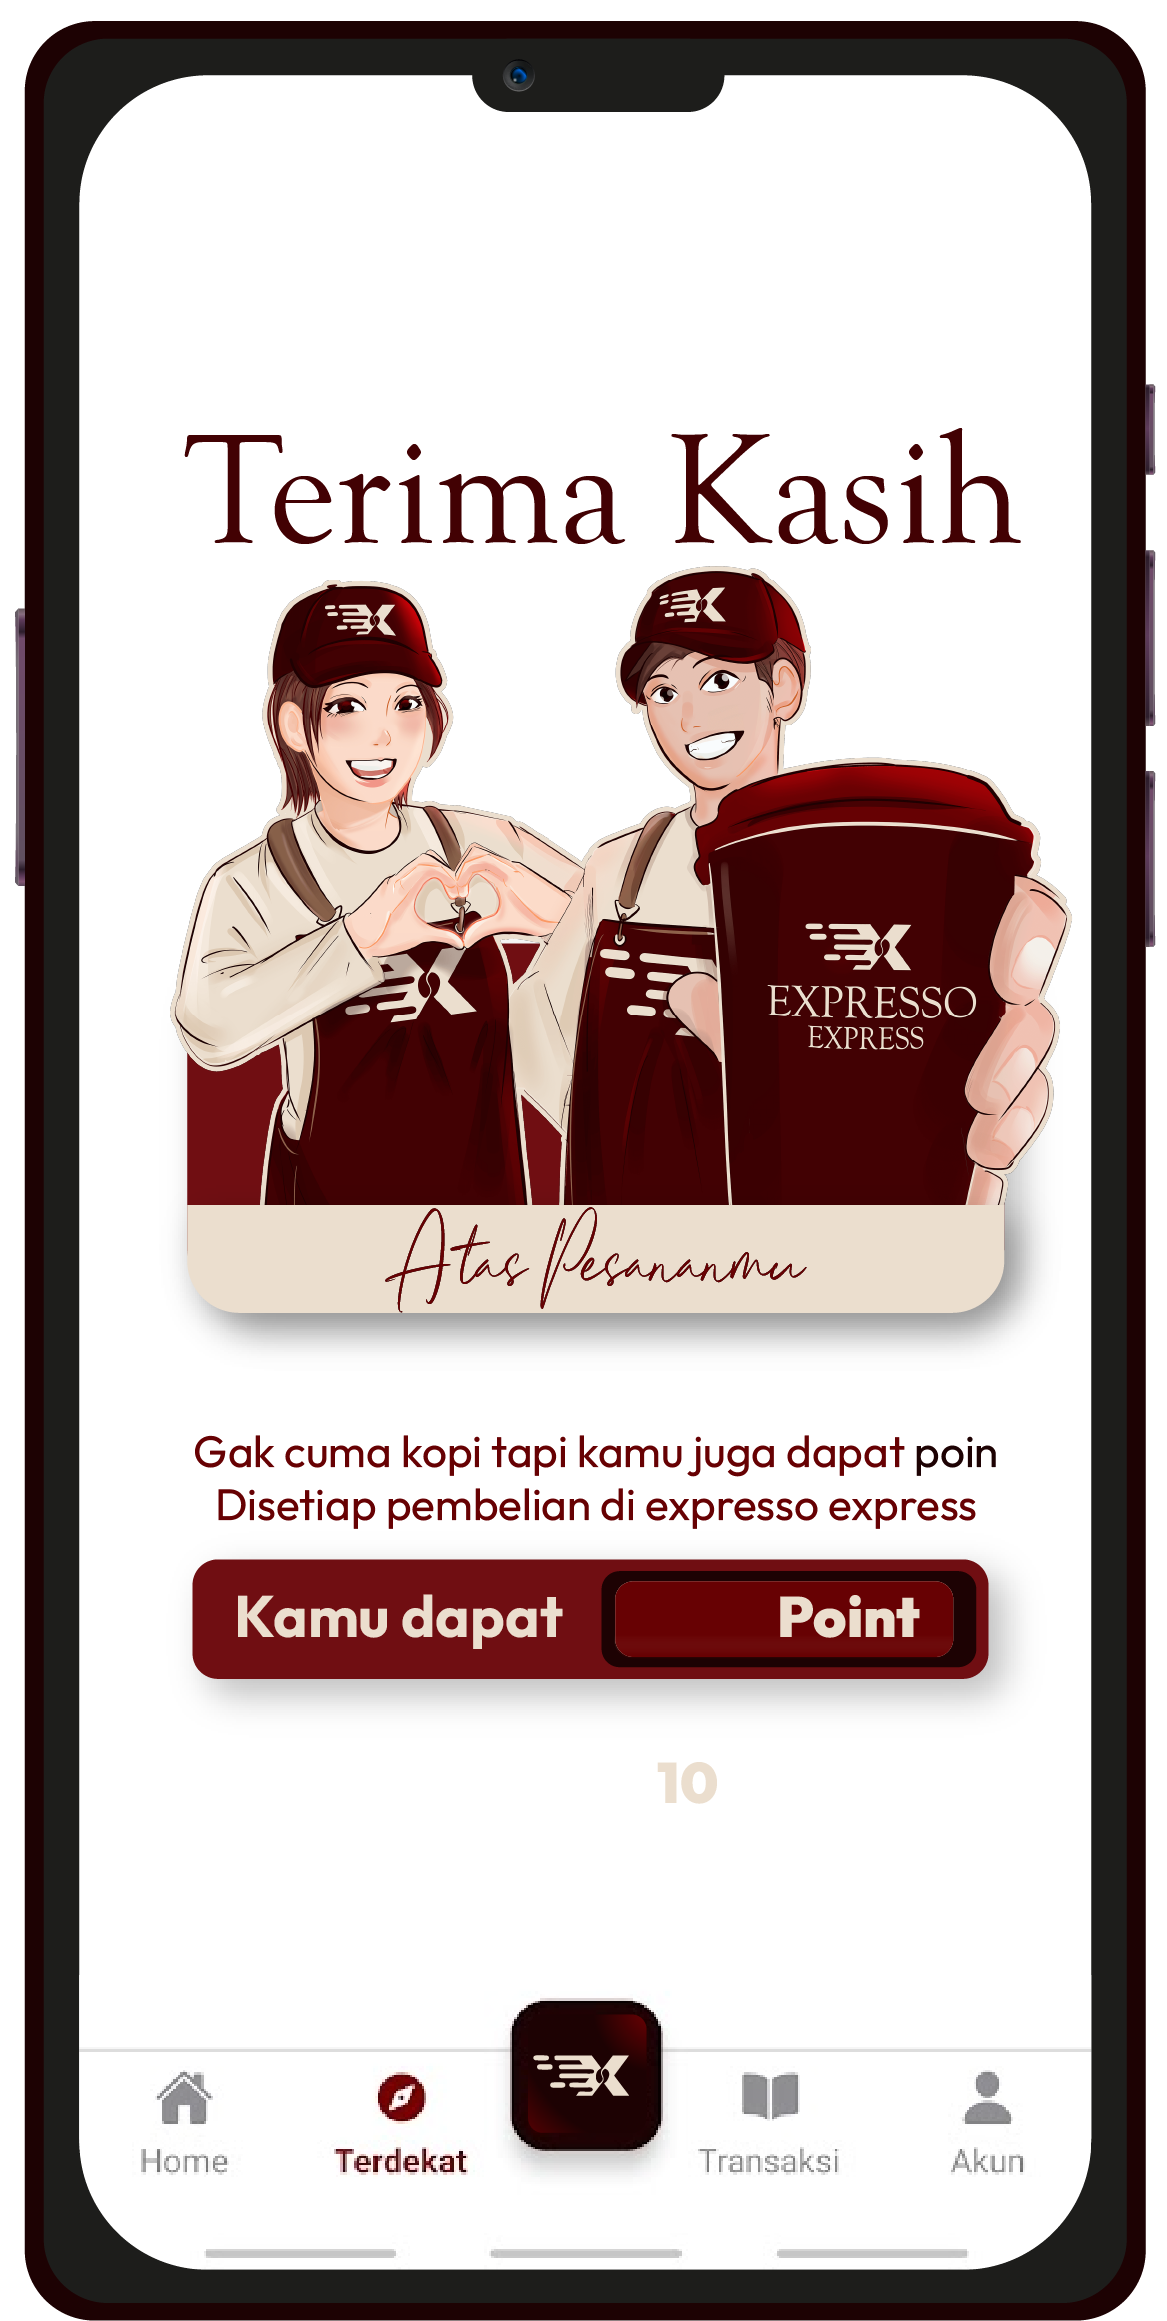 Terima Kasih
EXPRESSO
EXPRESS
Atas Pesananmu
Gak cuma kopi tapi kamu juga dapat poin
Disetiap pembelian di expresso express
Kamu dapat Point
10
Home Terdekat Transaksi Akun